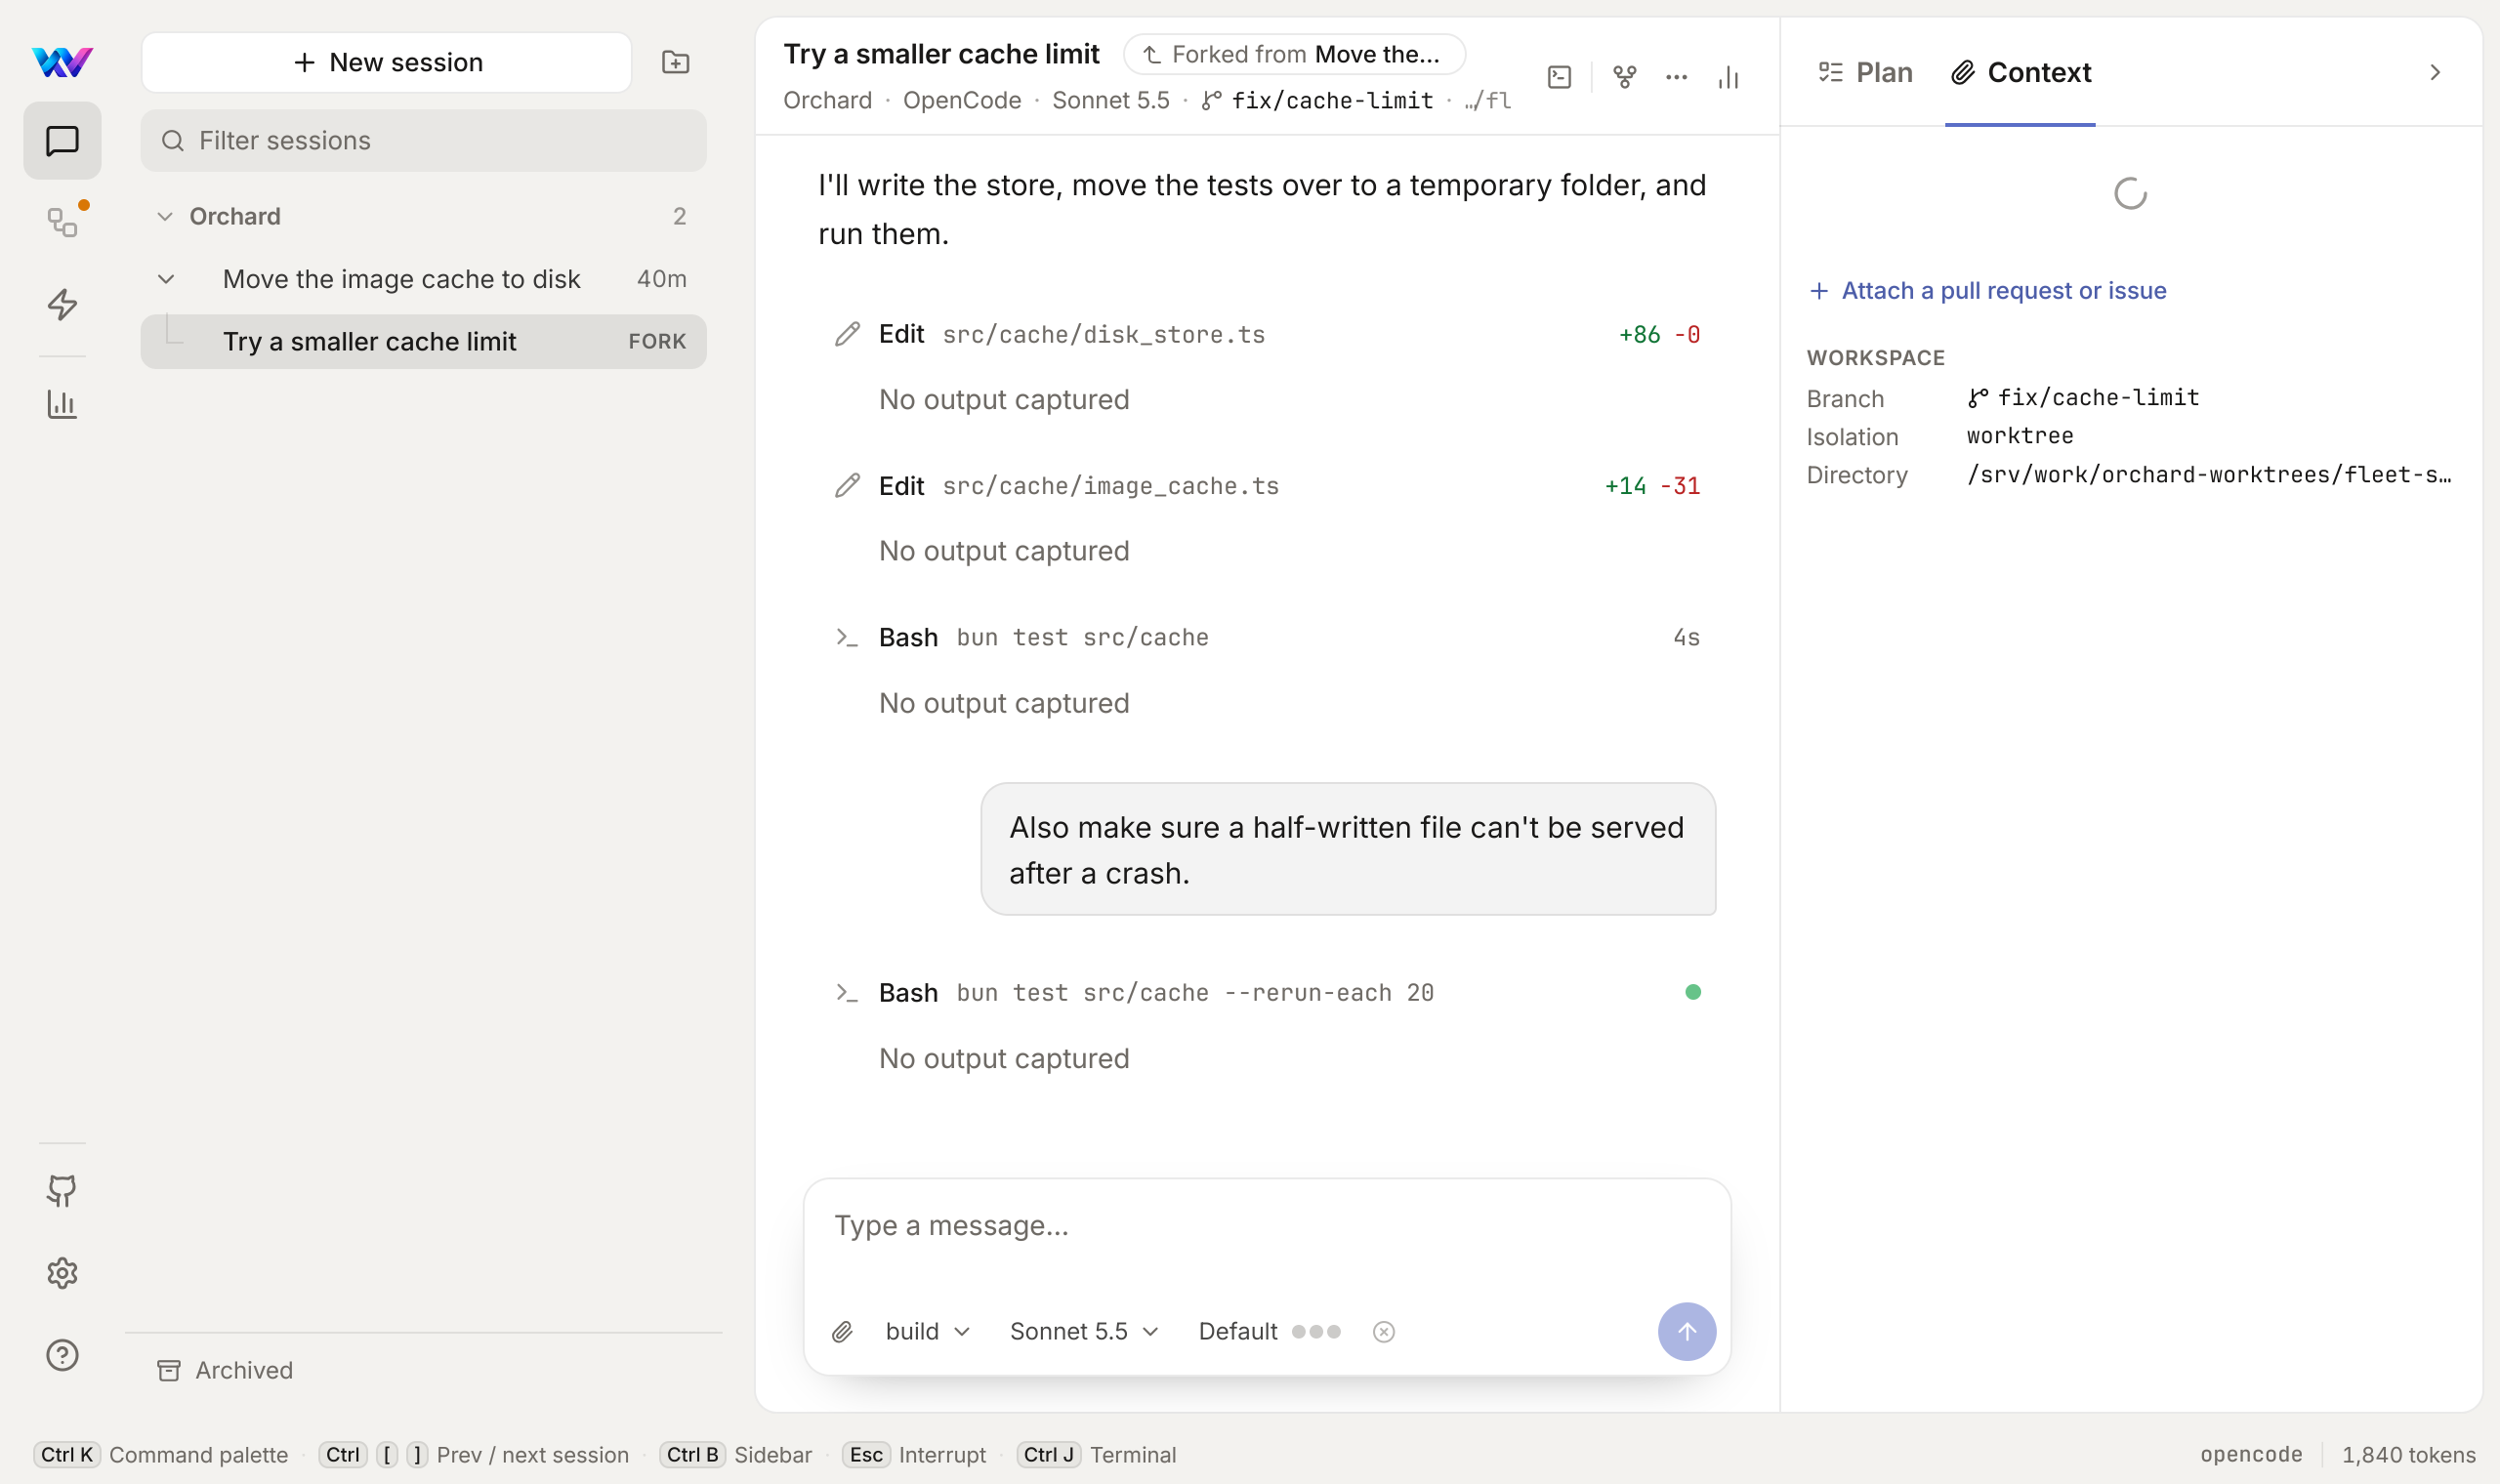 New session
Filter sessions
Orchard 2
Move the image cache to disk 40m
Try a smaller cache limit FORK
Archived
Try a smaller cache limit Forked from Move the...
Orchard · OpenCode · Sonnet 5.5 · fix/cache-limit · …/fl
I'll write the store, move the tests over to a temporary folder, and
run them.
Edit src/cache/disk_store.ts +86 -0
No output captured
Edit src/cache/image_cache.ts +14 -31
No output captured
Bash bun test src/cache 4s
No output captured
Also make sure a half-written file can't be served
after a crash.
Bash bun test src/cache --rerun-each 20
No output captured
Type a message...
build Sonnet 5.5 Default
Plan Context
Attach a pull request or issue
WORKSPACE
Branch fix/cache-limit
Isolation worktree
Directory /srv/work/orchard-worktrees/fleet-s…
Ctrl K Command palette · Ctrl [ ] Prev / next session · Ctrl B Sidebar · Esc Interrupt · Ctrl J Terminal
opencode 1,840 tokens